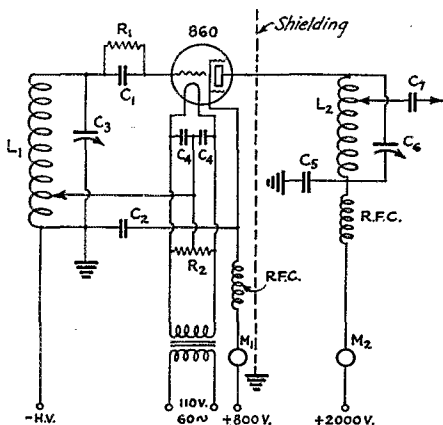 Shielding
R1
860
C1
L1
C3
C4
C4
C2
R2
L2
C7
C6
C5
R.F.C.
R.F.C.
M1
M2
-H.V.
110V.
60~
+800V.
+2000V.